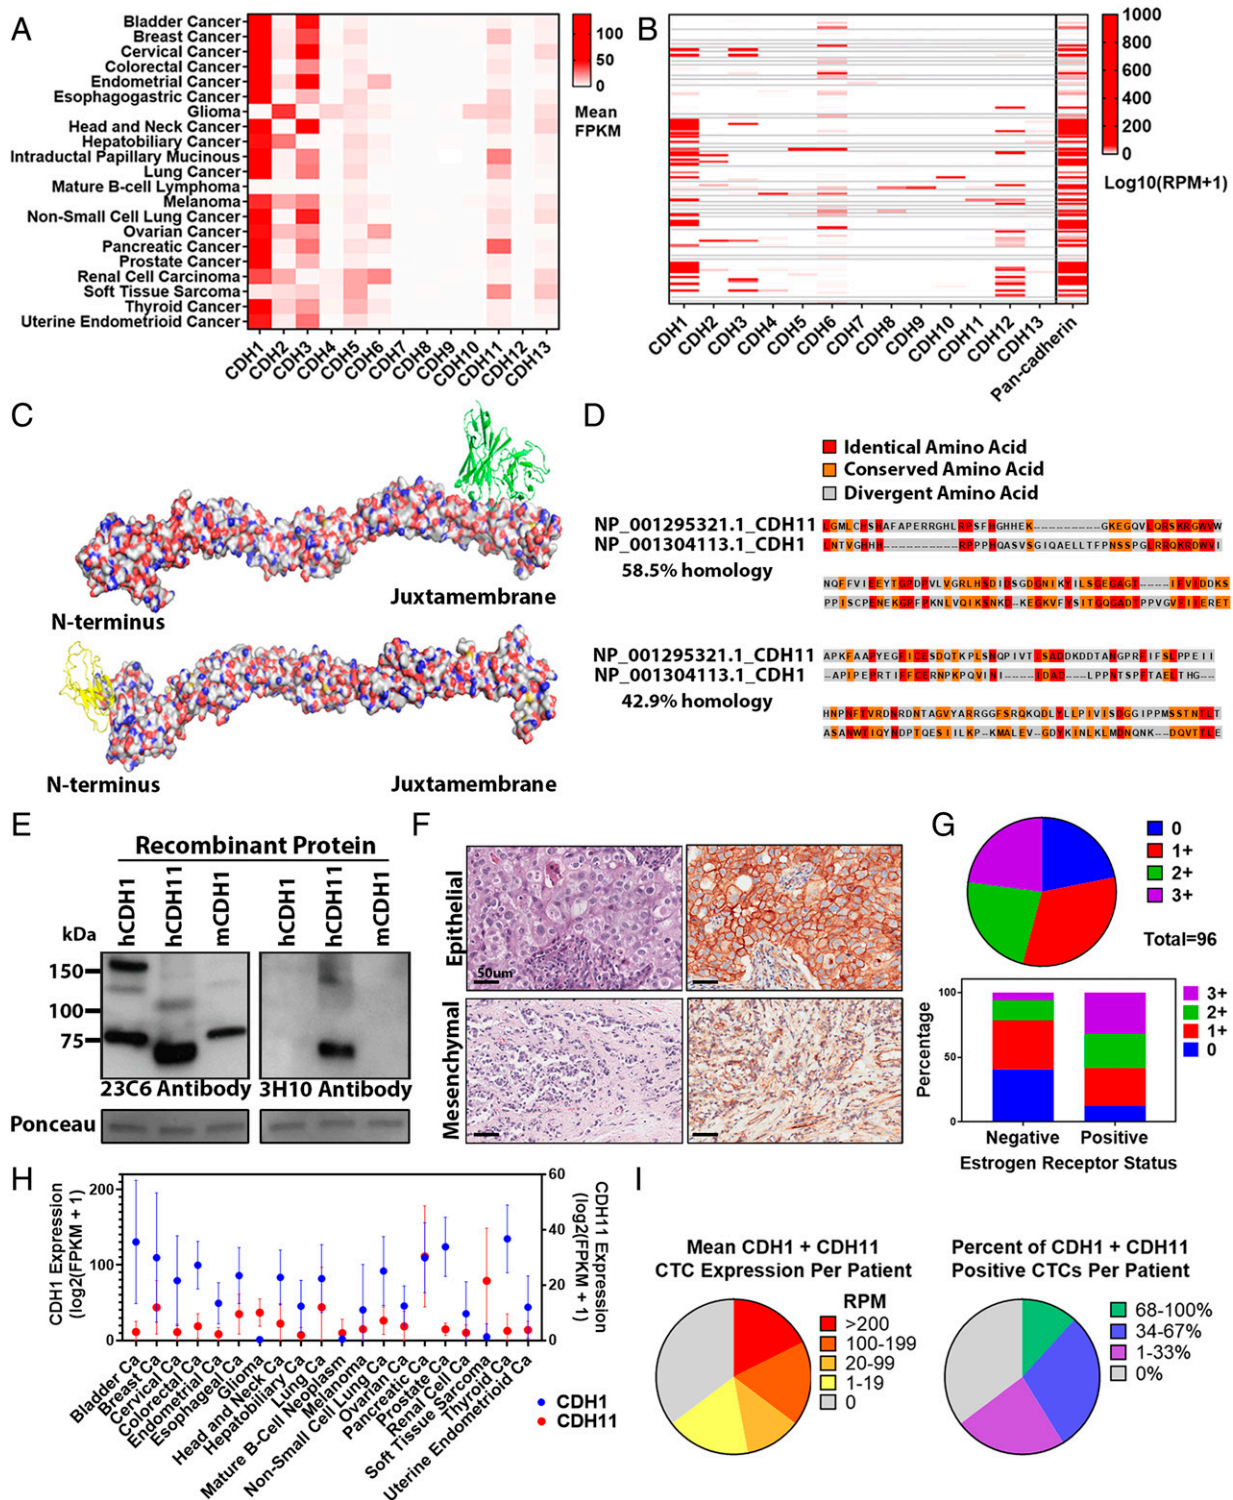 A
Bladder Cancer
Breast Cancer
Cervical Cancer
Colorectal Cancer
Endometrial Cancer
Esophagogastric Cancer
Glioma
Head and Neck Cancer
Hepatobiliary Cancer
Intraductal Papillary Mucinous
Lung Cancer
Mature B-cell Lymphoma
Melanoma
Non-Small Cell Lung Cancer
Ovarian Cancer
Pancreatic Cancer
Prostate Cancer
Renal Cell Carcinoma
Soft Tissue Sarcoma
Thyroid Cancer
Uterine Endometrioid Cancer
CDH1 CDH2 CDH3 CDH4 CDH5 CDH6 CDH7 CDH8 CDH9 CDH10 CDH11 CDH12 CDH13
100
50
0
Mean
FPKM
B
1000
800
600
400
200
0
Log10(RPM+1)
CDH1 CDH2 CDH3 CDH4 CDH5 CDH6 CDH7 CDH8 CDH9 CDH10 CDH11 CDH12 CDH13 Pan-cadherin
C
N-terminus
Juxtamembrane
N-terminus
Juxtamembrane
D
Identical Amino Acid
Conserved Amino Acid
Divergent Amino Acid
NP_001295321.1_CDH11
NP_001304113.1_CDH1
58.5% homology
NP_001295321.1_CDH11
NP_001304113.1_CDH1
42.9% homology
E
Recombinant Protein
hCDH1 hCDH11 mCDH1 hCDH1 hCDH11 mCDH1
kDa
150
100
75
23C6 Antibody
3H10 Antibody
Ponceau
F
Epithelial
50um
Mesenchymal
G
0
1+
2+
3+
Total=96
100
50
0
Percentage
Negative Positive
Estrogen Receptor Status
3+
2+
1+
0
H
CDH1 Expression
(log2(FPKM + 1)
200
100
0
60
40
20
0
CDH11 Expression
(log2(FPKM + 1)
Bladder Ca
Breast Ca
Cervical Ca
Colorectal Ca
Endometrial Ca
Esophageal Ca
Glioma
Head and Neck Ca
Hepatobiliary Ca
Lung Ca
Mature B-Cell Neoplasm
Melanoma
Non-Small Cell Lung Ca
Ovarian Ca
Pancreatic Ca
Prostate Ca
Renal Cell Ca
Soft Tissue Sarcoma
Thyroid Ca
Uterine Endometrioid Ca
CDH1
CDH11
I
Mean CDH1 + CDH11
CTC Expression Per Patient
RPM
>200
100-199
20-99
1-19
0
Percent of CDH1 + CDH11
Positive CTCs Per Patient
68-100%
34-67%
1-33%
0%